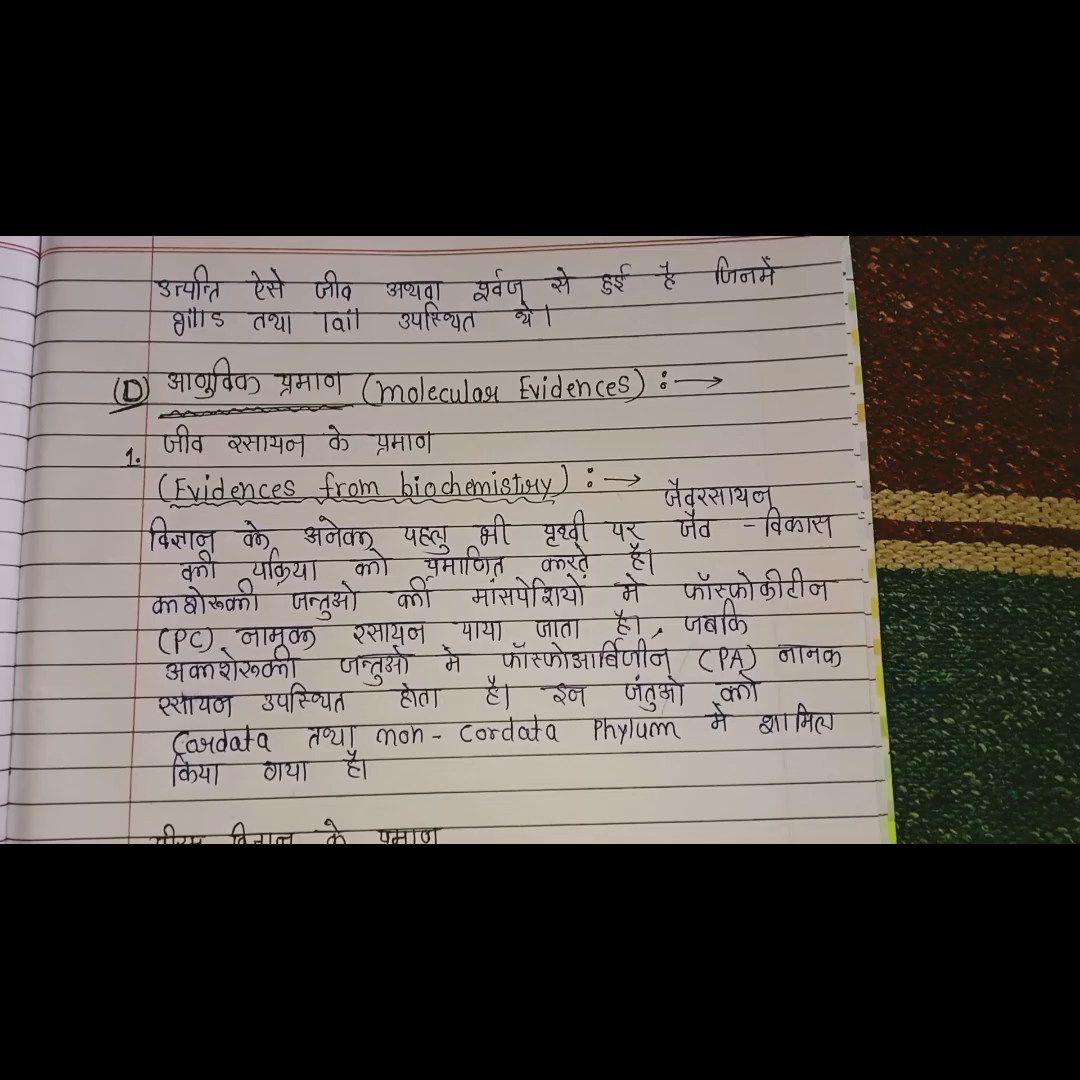 उत्पत्ति ऐसे जीव अथवा पूर्वज से हुई है जिनमें
gills तथा Tail उपस्थित थे।
(D) आणुविक प्रमाण (Molecular Evidences) :→
1. जीव रसायन के प्रमाण
(Evidences from biochemistry) :→ जैवरसायन
विज्ञान के अनेक पहलु भी पृथ्वी पर जैव - विकास
की प्रक्रिया को प्रमाणित करते है।
कशेरूकी जन्तुओ की मांसपेशियों मे फॉस्फोकीटीन
(PC) नामक रसायन पाया जाता है।, जबकि
अकशेरूकी जन्तुओ मे फॉस्फोआर्विजीन (PA) नामक
रसायन उपस्थित होता है। इन जंतुओ को
Cordata तथा non - Cordata Phylum मे शामिल
किया गया है।
विज्ञान के प्रमाण